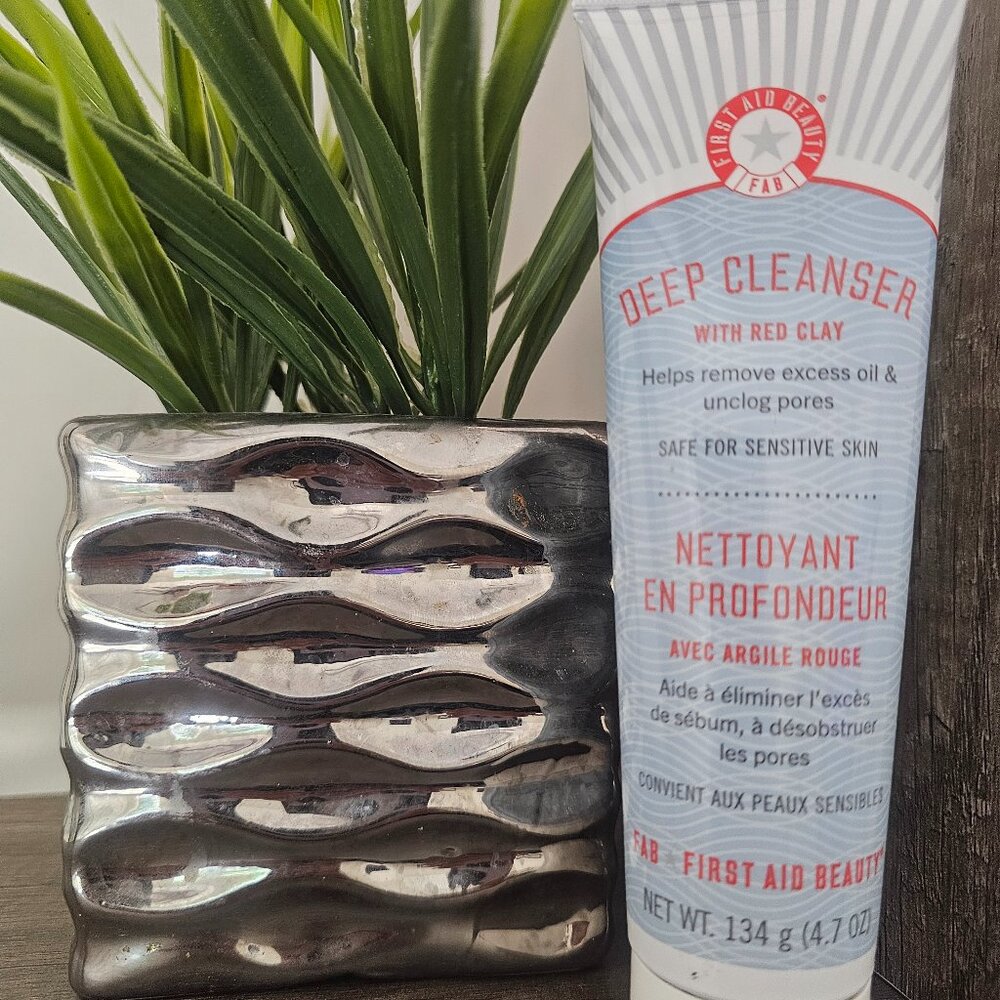 FIRST AID BEAUTY®
FAB
DEEP CLEANSER
WITH RED CLAY
Helps remove excess oil &
unclog pores
SAFE FOR SENSITIVE SKIN
NETTOYANT
EN PROFONDEUR
AVEC ARGILE ROUGE
Aide à éliminer l'excès
de sébum, à désobstruer
les pores
CONVIENT AUX PEAUX SENSIBLES
FAB ★ FIRST AID BEAUTY®
NET WT. 134 g (4.7 OZ)